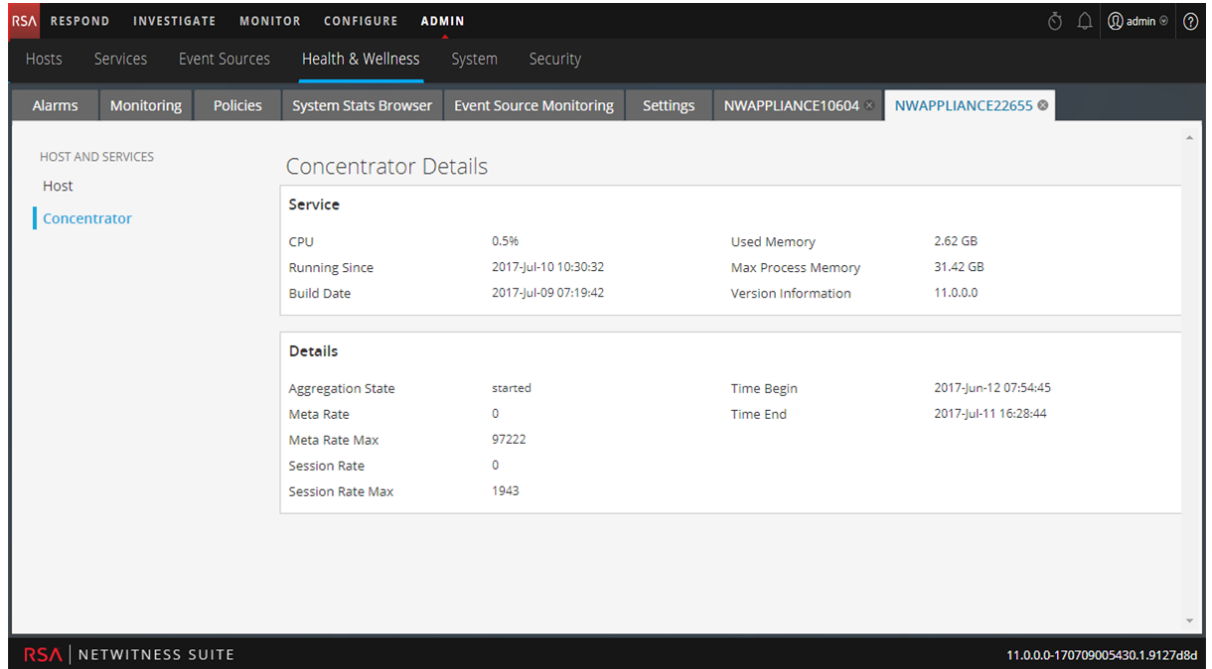 RSA RESPOND INVESTIGATE MONITOR CONFIGURE ADMIN admin
Hosts Services Event Sources Health & Wellness System Security
Alarms Monitoring Policies System Stats Browser Event Source Monitoring Settings NWAPPLIANCE10604 NWAPPLIANCE22655
HOST AND SERVICES
Host
Concentrator
Concentrator Details
Service
CPU 0.5% Used Memory 2.62 GB
Running Since 2017-Jul-10 10:30:32 Max Process Memory 31.42 GB
Build Date 2017-Jul-09 07:19:42 Version Information 11.0.0.0
Details
Aggregation State started Time Begin 2017-Jun-12 07:54:45
Meta Rate 0 Time End 2017-Jul-11 16:28:44
Meta Rate Max 97222
Session Rate 0
Session Rate Max 1943
RSA NETWITNESS SUITE 11.0.0.0-170709005430.1.9127d8d